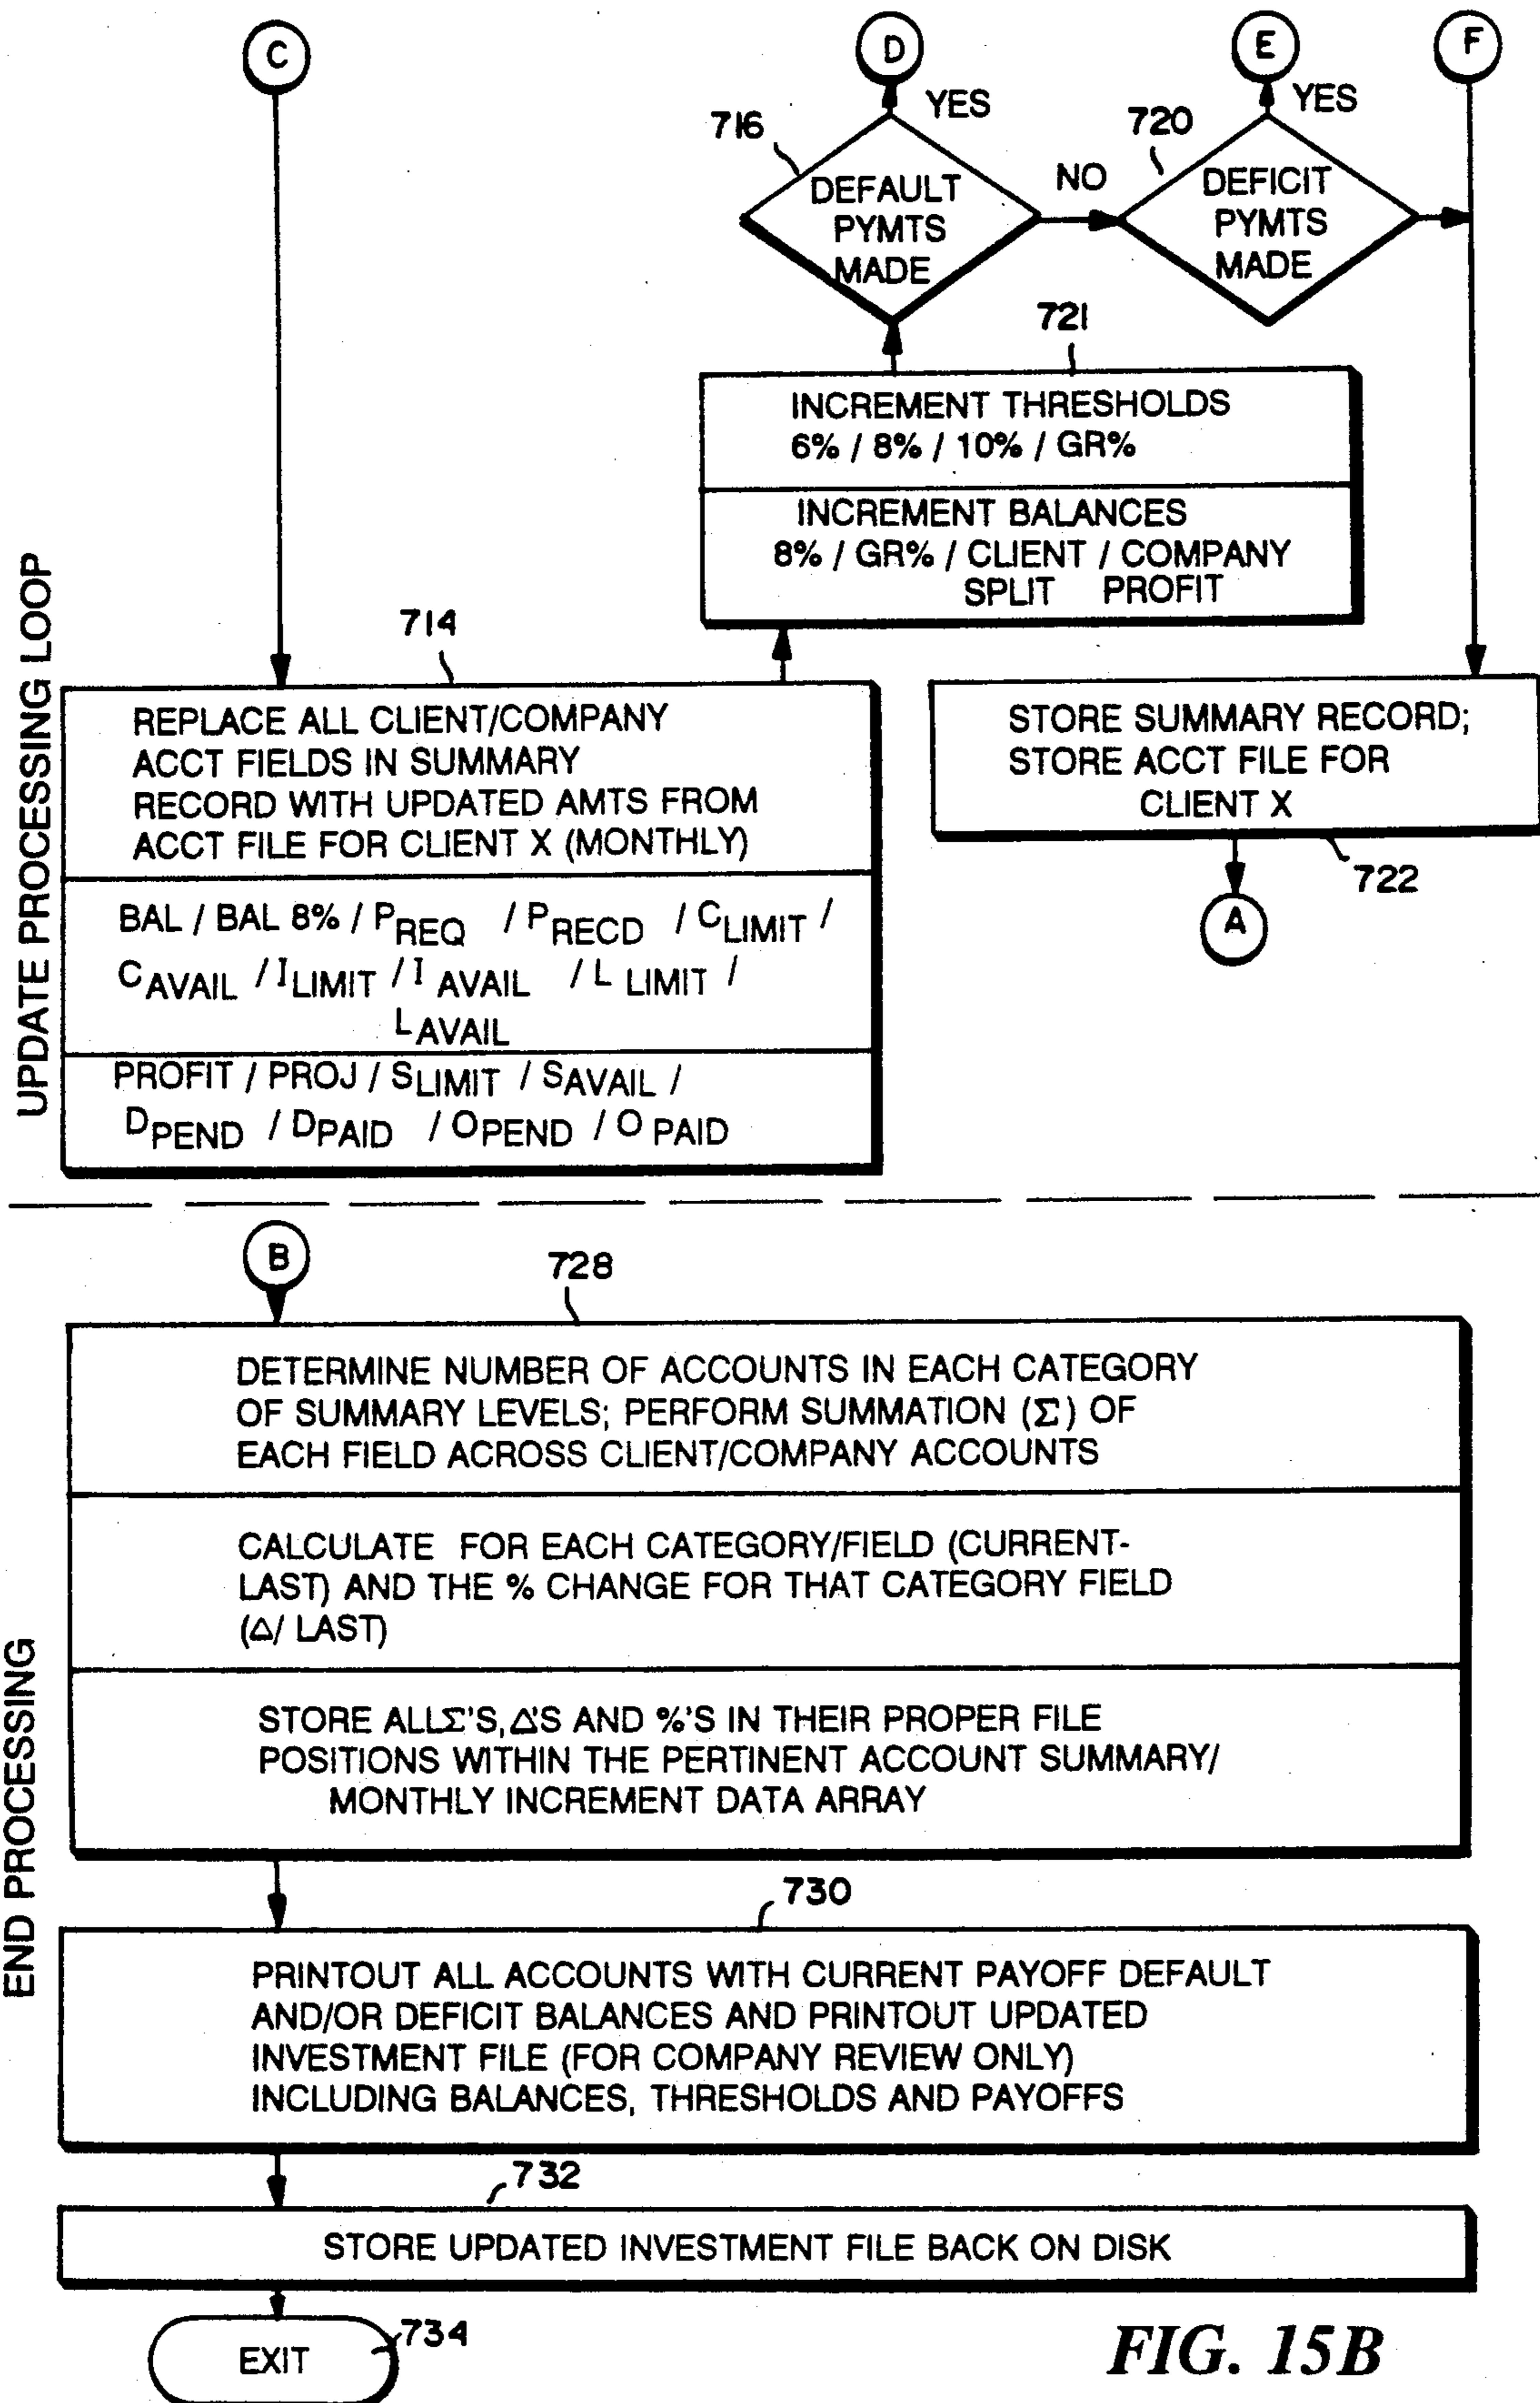 C
D
E
F
YES
YES
716
720
DEFAULT
PYMTS
MADE
NO
DEFICIT
PYMTS
MADE
721
INCREMENT THRESHOLDS
6% / 8% / 10% / GR%
INCREMENT BALANCES
8% / GR% / CLIENT / COMPANY
SPLIT PROFIT
UPDATE PROCESSING LOOP
714
REPLACE ALL CLIENT/COMPANY
ACCT FIELDS IN SUMMARY
RECORD WITH UPDATED AMTS FROM
ACCT FILE FOR CLIENT X (MONTHLY)
BAL / BAL 8% / PREQ / PRECD / CLIMIT /
CAVAIL / ILIMIT / I AVAIL / L LIMIT /
LAVAIL
PROFIT / PROJ / SLIMIT / SAVAIL /
DPEND / DPAID / OPEND / O PAID
STORE SUMMARY RECORD;
STORE ACCT FILE FOR
CLIENT X
722
A
B
728
END PROCESSING
DETERMINE NUMBER OF ACCOUNTS IN EACH CATEGORY
OF SUMMARY LEVELS; PERFORM SUMMATION (Σ) OF
EACH FIELD ACROSS CLIENT/COMPANY ACCOUNTS
CALCULATE FOR EACH CATEGORY/FIELD (CURRENT-
LAST) AND THE % CHANGE FOR THAT CATEGORY FIELD
(Δ/ LAST)
STORE ALLΣ'S,Δ'S AND %'S IN THEIR PROPER FILE
POSITIONS WITHIN THE PERTINENT ACCOUNT SUMMARY/
MONTHLY INCREMENT DATA ARRAY
730
PRINTOUT ALL ACCOUNTS WITH CURRENT PAYOFF DEFAULT
AND/OR DEFICIT BALANCES AND PRINTOUT UPDATED
INVESTMENT FILE (FOR COMPANY REVIEW ONLY)
INCLUDING BALANCES, THRESHOLDS AND PAYOFFS
732
STORE UPDATED INVESTMENT FILE BACK ON DISK
EXIT
734
FIG. 15B